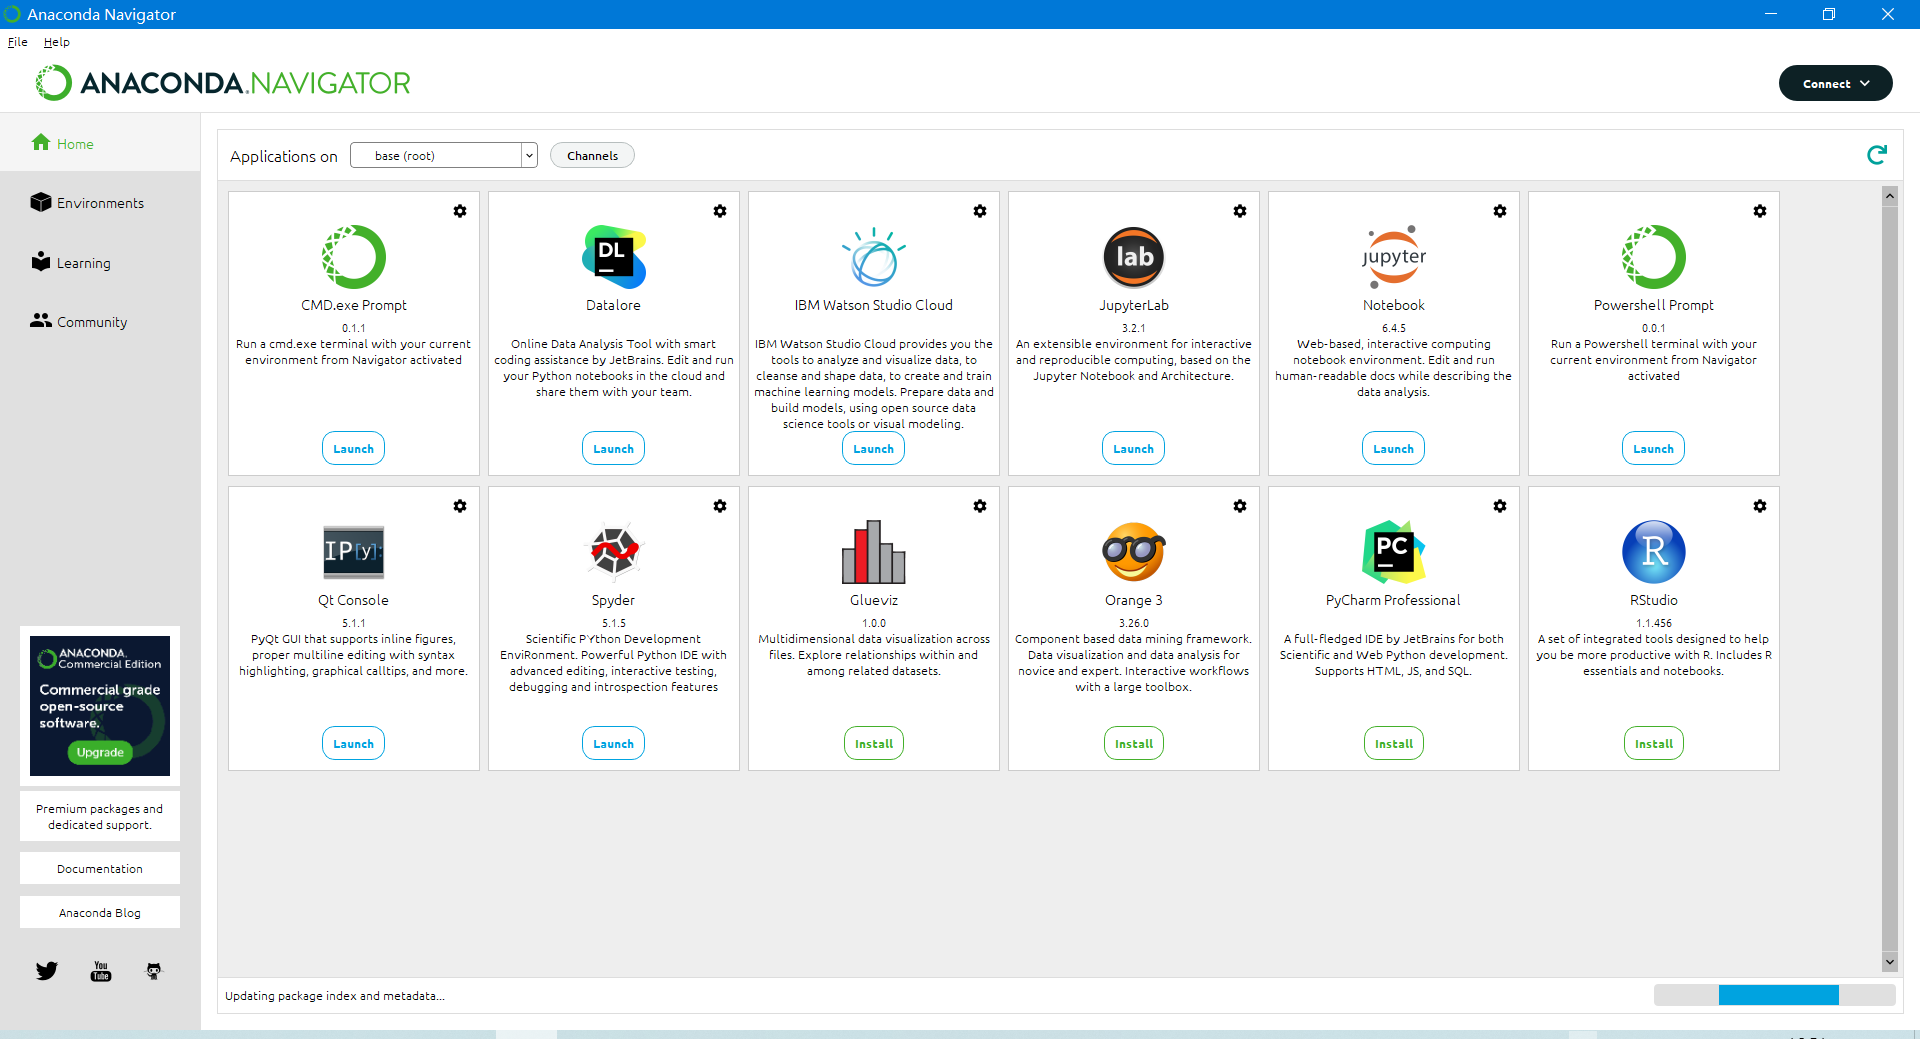 Anaconda Navigator
File Help
ANACONDA.NAVIGATOR
Connect
Home
Environments
Learning
Community
ANACONDA.
Commercial Edition
Commercial grade
open-source
software.
Upgrade
Premium packages and
dedicated support.
Documentation
Anaconda Blog
You
Tube
Applications on base (root) Channels
CMD.exe Prompt
0.1.1
Run a cmd.exe terminal with your current
environment from Navigator activated
Launch
DL
Datalore
Online Data Analysis Tool with smart
coding assistance by JetBrains. Edit and run
your Python notebooks in the cloud and
share them with your team.
Launch
IBM Watson Studio Cloud
IBM Watson Studio Cloud provides you the
tools to analyze and visualize data, to
cleanse and shape data, to create and train
machine learning models. Prepare data and
build models, using open source data
science tools or visual modeling.
Launch
lab
JupyterLab
3.2.1
An extensible environment for interactive
and reproducible computing, based on the
Jupyter Notebook and Architecture.
Launch
jupyter
Notebook
6.4.5
Web-based, interactive computing
notebook environment. Edit and run
human-readable docs while describing the
data analysis.
Launch
Powershell Prompt
0.0.1
Run a Powershell terminal with your
current environment from Navigator
activated
Launch
IP[y]:
Qt Console
5.1.1
PyQt GUI that supports inline figures,
proper multiline editing with syntax
highlighting, graphical calltips, and more.
Launch
Spyder
5.1.5
Scientific PYthon Development
EnviRonment. Powerful Python IDE with
advanced editing, interactive testing,
debugging and introspection features
Launch
Glueviz
1.0.0
Multidimensional data visualization across
files. Explore relationships within and
among related datasets.
Install
Orange 3
3.26.0
Component based data mining framework.
Data visualization and data analysis for
novice and expert. Interactive workflows
with a large toolbox.
Install
PC
PyCharm Professional
A full-fledged IDE by JetBrains for both
Scientific and Web Python development.
Supports HTML, JS, and SQL.
Install
R
RStudio
1.1.456
A set of integrated tools designed to help
you be more productive with R. Includes R
essentials and notebooks.
Install
Updating package index and metadata...